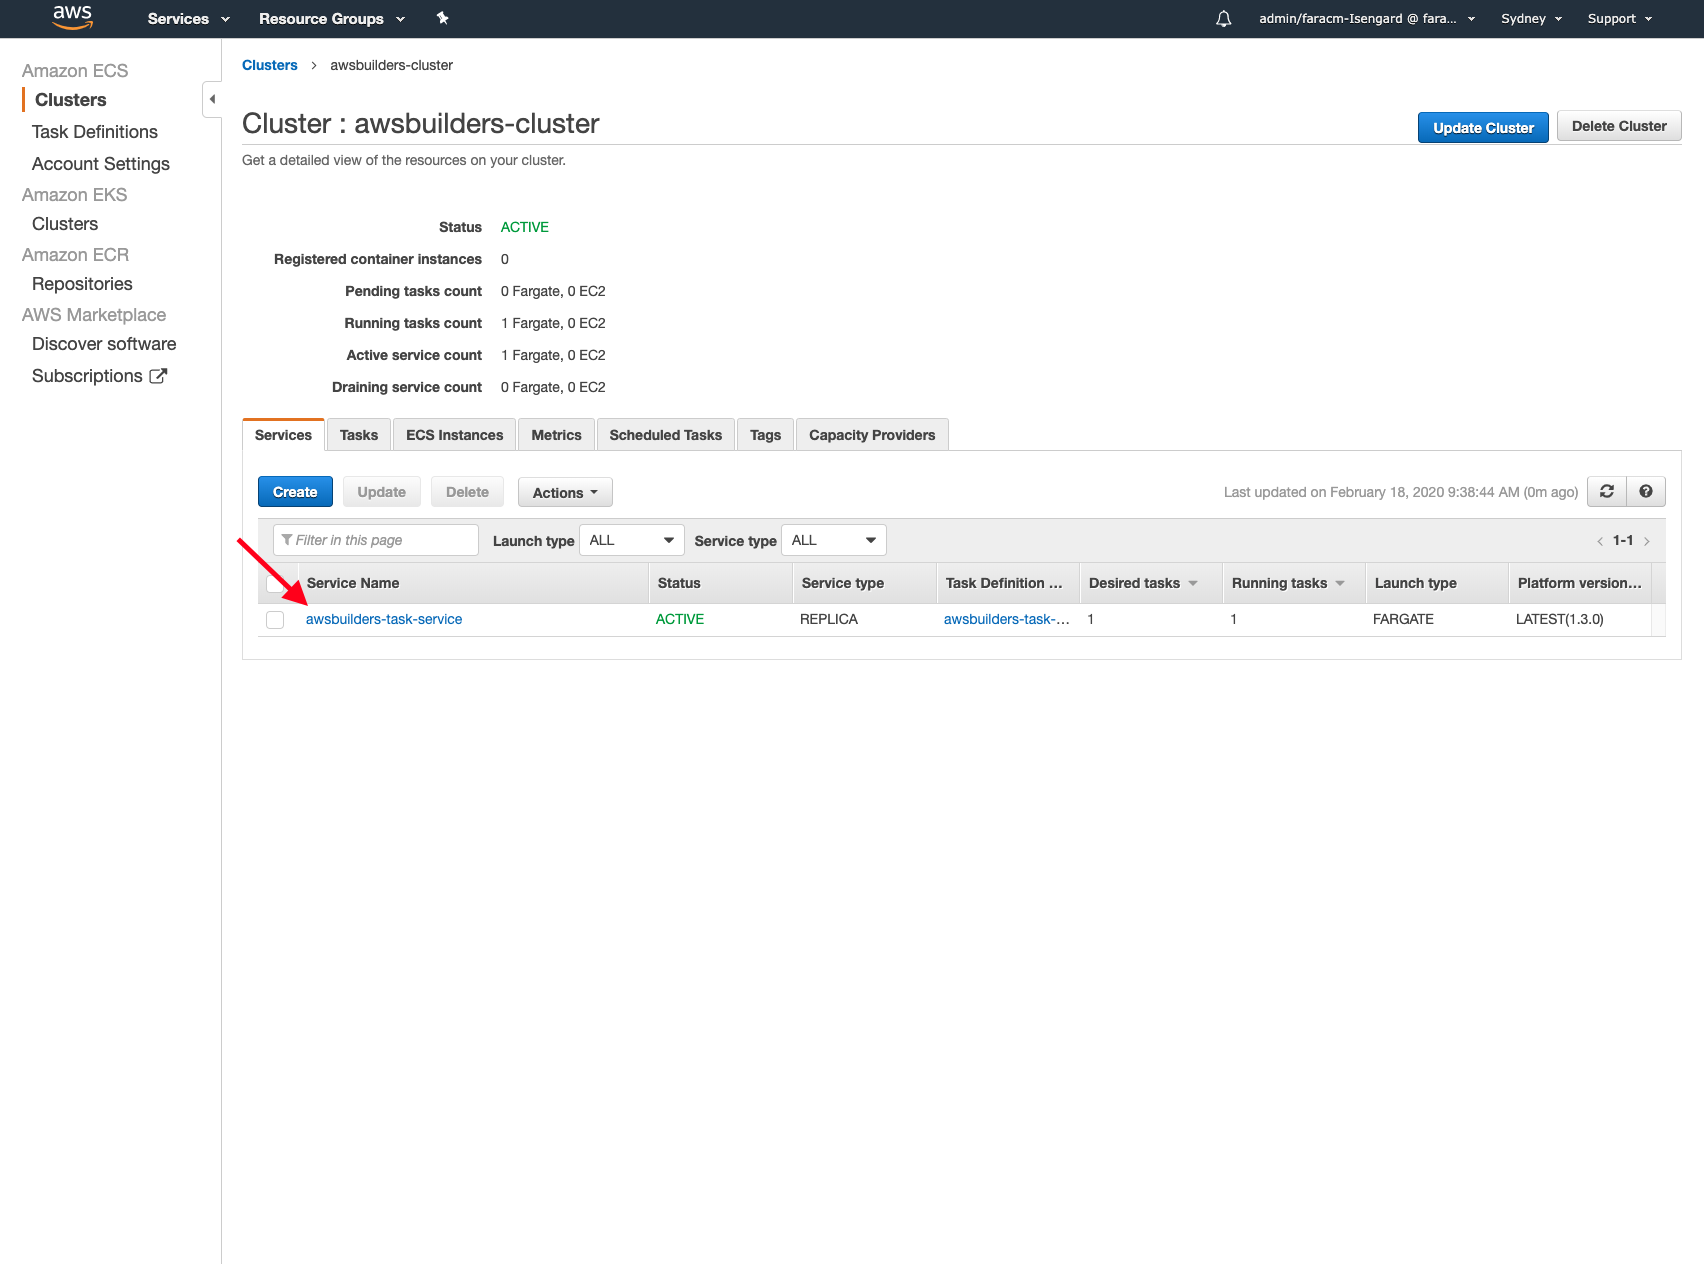 aws Services Resource Groups admin/faracm-Isengard @ fara... Sydney Support
Amazon ECS
Clusters
Task Definitions
Account Settings
Amazon EKS
Clusters
Amazon ECR
Repositories
AWS Marketplace
Discover software
Subscriptions
Clusters > awsbuilders-cluster
Cluster : awsbuilders-cluster
Update Cluster Delete Cluster
Get a detailed view of the resources on your cluster.
Status ACTIVE
Registered container instances 0
Pending tasks count 0 Fargate, 0 EC2
Running tasks count 1 Fargate, 0 EC2
Active service count 1 Fargate, 0 EC2
Draining service count 0 Fargate, 0 EC2
Services Tasks ECS Instances Metrics Scheduled Tasks Tags Capacity Providers
Create Update Delete Actions Last updated on February 18, 2020 9:38:44 AM (0m ago)
Filter in this page Launch type ALL Service type ALL < 1-1 >
Service Name Status Service type Task Definition ... Desired tasks Running tasks Launch type Platform version...
awsbuilders-task-service ACTIVE REPLICA awsbuilders-task-... 1 1 FARGATE LATEST(1.3.0)